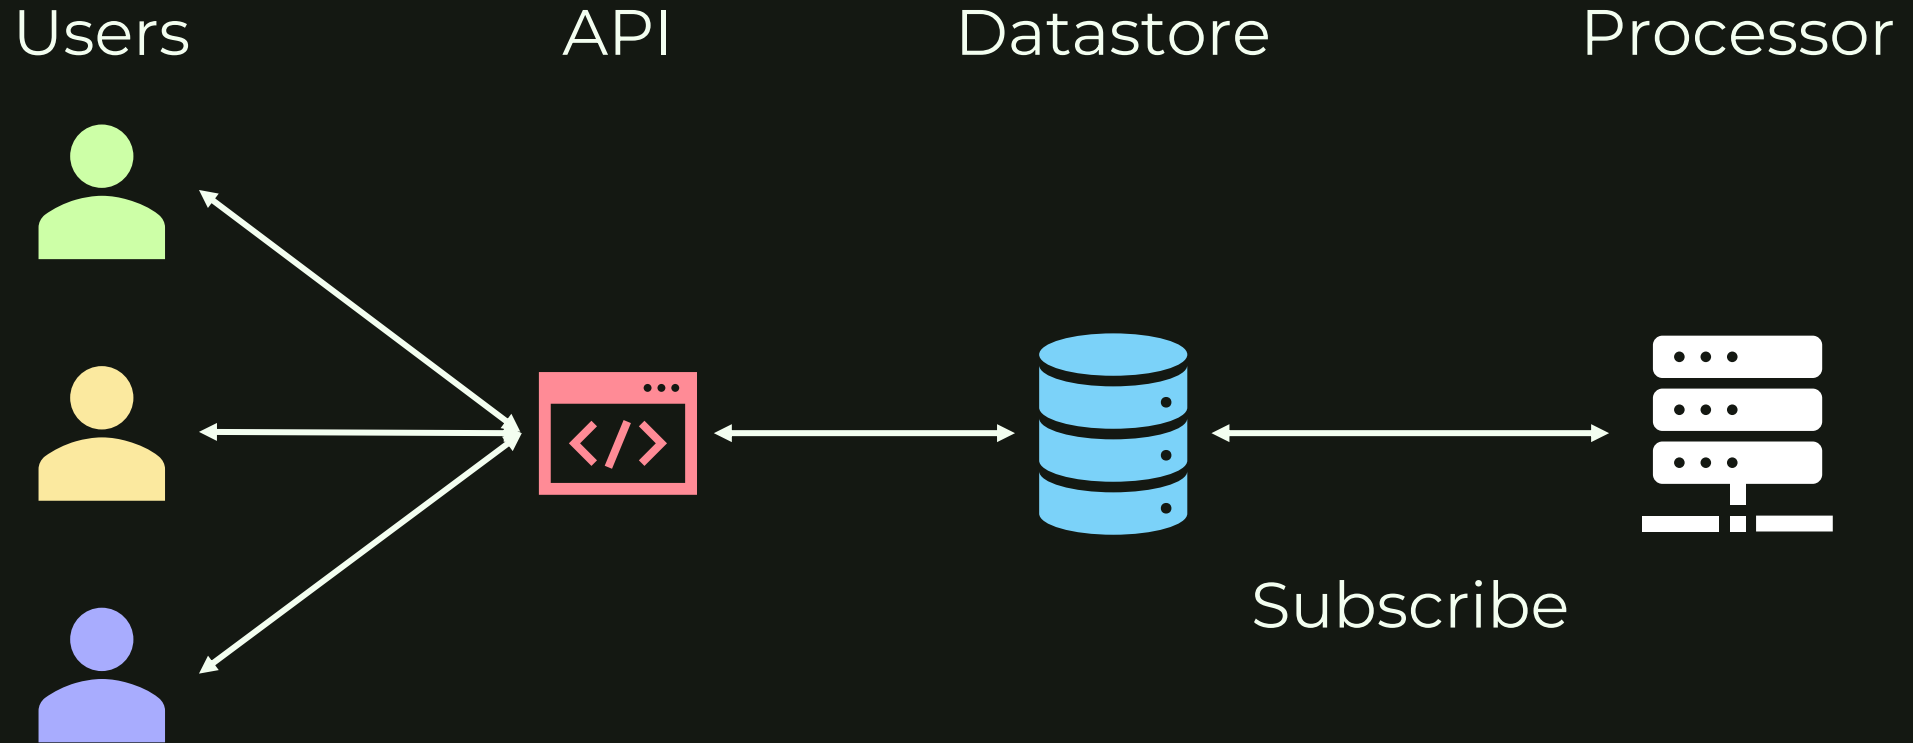 Users
API
Datastore
Processor
</>
Subscribe